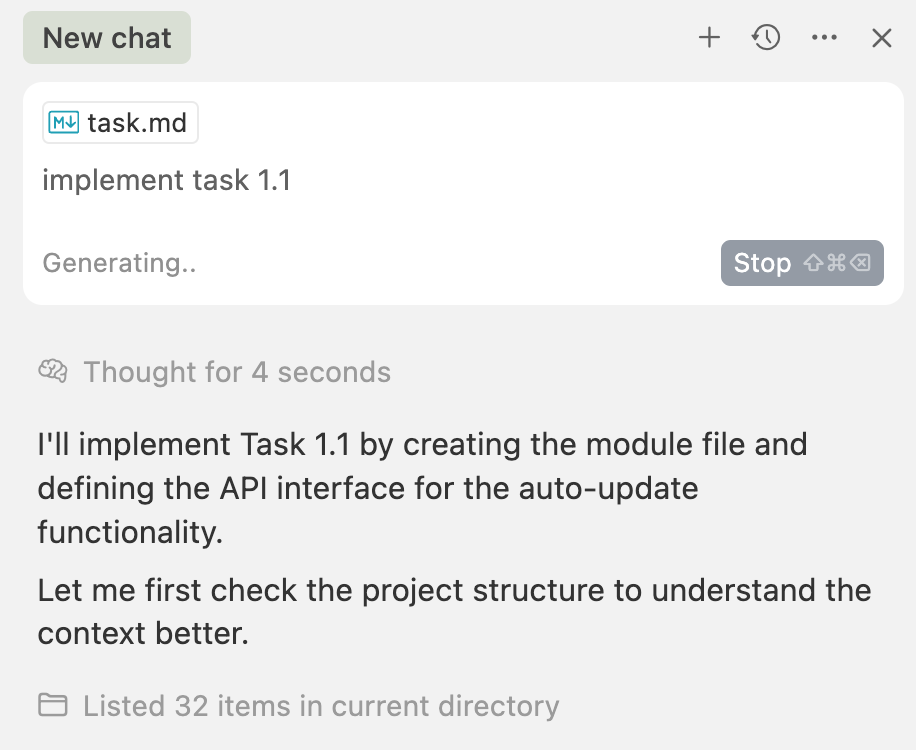 New chat
task.md
implement task 1.1
Generating..
Stop ⇧⌘⌫
Thought for 4 seconds
I'll implement Task 1.1 by creating the module file and
defining the API interface for the auto-update
functionality.
Let me first check the project structure to understand the
context better.
Listed 32 items in current directory